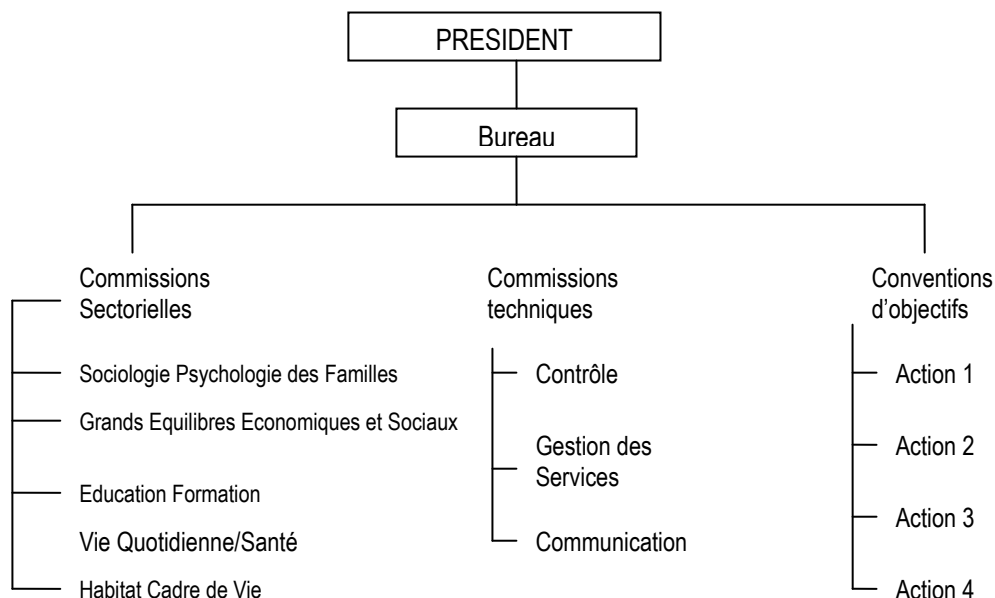 PRESIDENT
Bureau
Commissions
Sectorielles
Sociologie Psychologie des Familles
Grands Equilibres Economiques et Sociaux
Education Formation
Vie Quotidienne/Santé
Habitat Cadre de Vie
Commissions
techniques
Contrôle
Gestion des
Services
Communication
Conventions
d’objectifs
Action 1
Action 2
Action 3
Action 4